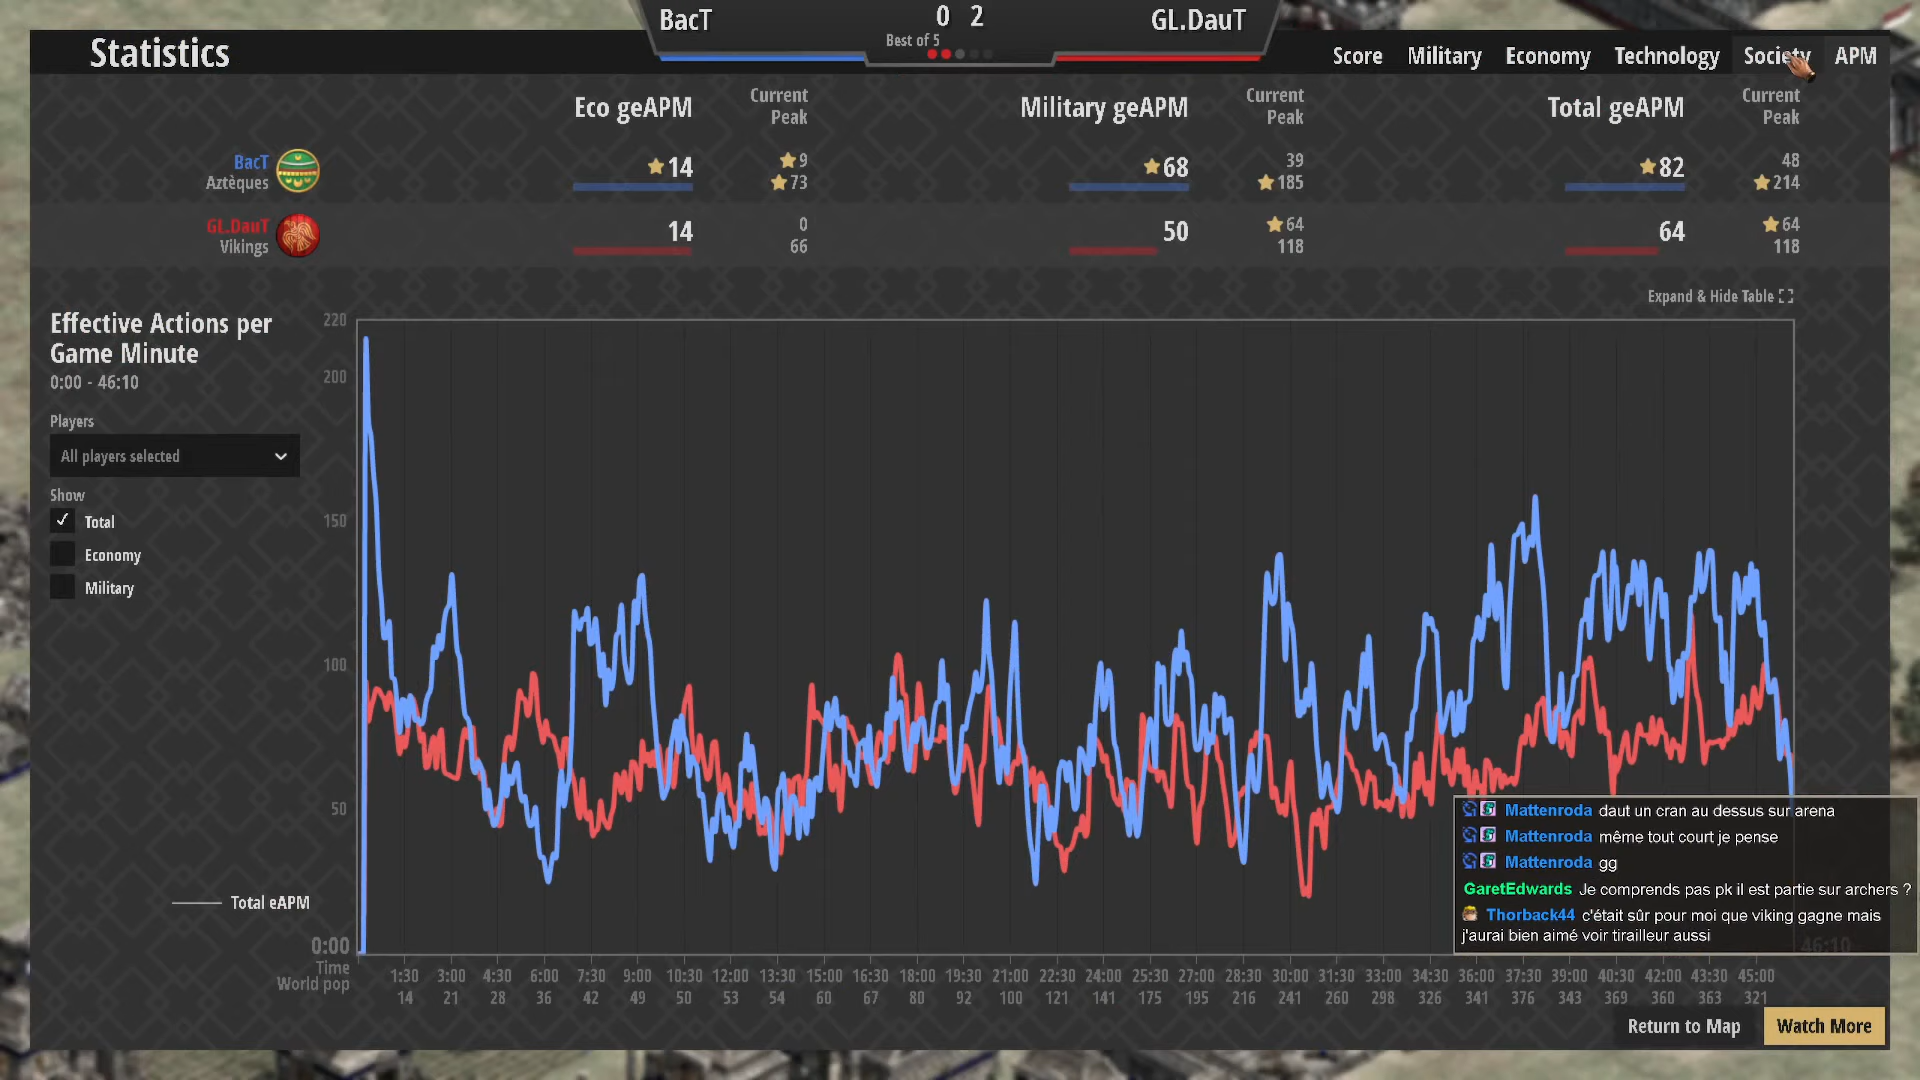 BacT
0 2
GL.DauT
Best of 5
Statistics
Score Military Economy Technology Society APM
Eco geAPM Current Peak Military geAPM Current Peak Total geAPM Current Peak
BacT
Aztèques
14 9 68 39 82 48
73 185 214
GL.DauT
Vikings
14 0 50 64 64 64
66 118 118
Expand & Hide Table
Effective Actions per
Game Minute
0:00 - 46:10
Players
All players selected
Show
Total
Economy
Military
220
200
150
100
50
Total eAPM
0:00
46:10
Time 1:30 3:00 4:30 6:00 7:30 9:00 10:30 12:00 13:30 15:00 16:30 18:00 19:30 21:00 22:30 24:00 25:30 27:00 28:30 30:00 31:30 33:00 34:30 36:00 37:30 39:00 40:30 42:00 43:30 45:00
World pop 14 21 28 36 42 49 50 53 54 60 67 80 92 100 121 141 175 195 216 241 260 298 326 341 376 343 369 360 363 321
Mattenroda daut un cran au dessus sur arena
Mattenroda même tout court je pense
Mattenroda gg
GaretEdwards Je comprends pas pk il est partie sur archers ?
Thorback44 c'était sûr pour moi que viking gagne mais
j'aurai bien aimé voir tirailleur aussi
Return to Map
Watch More